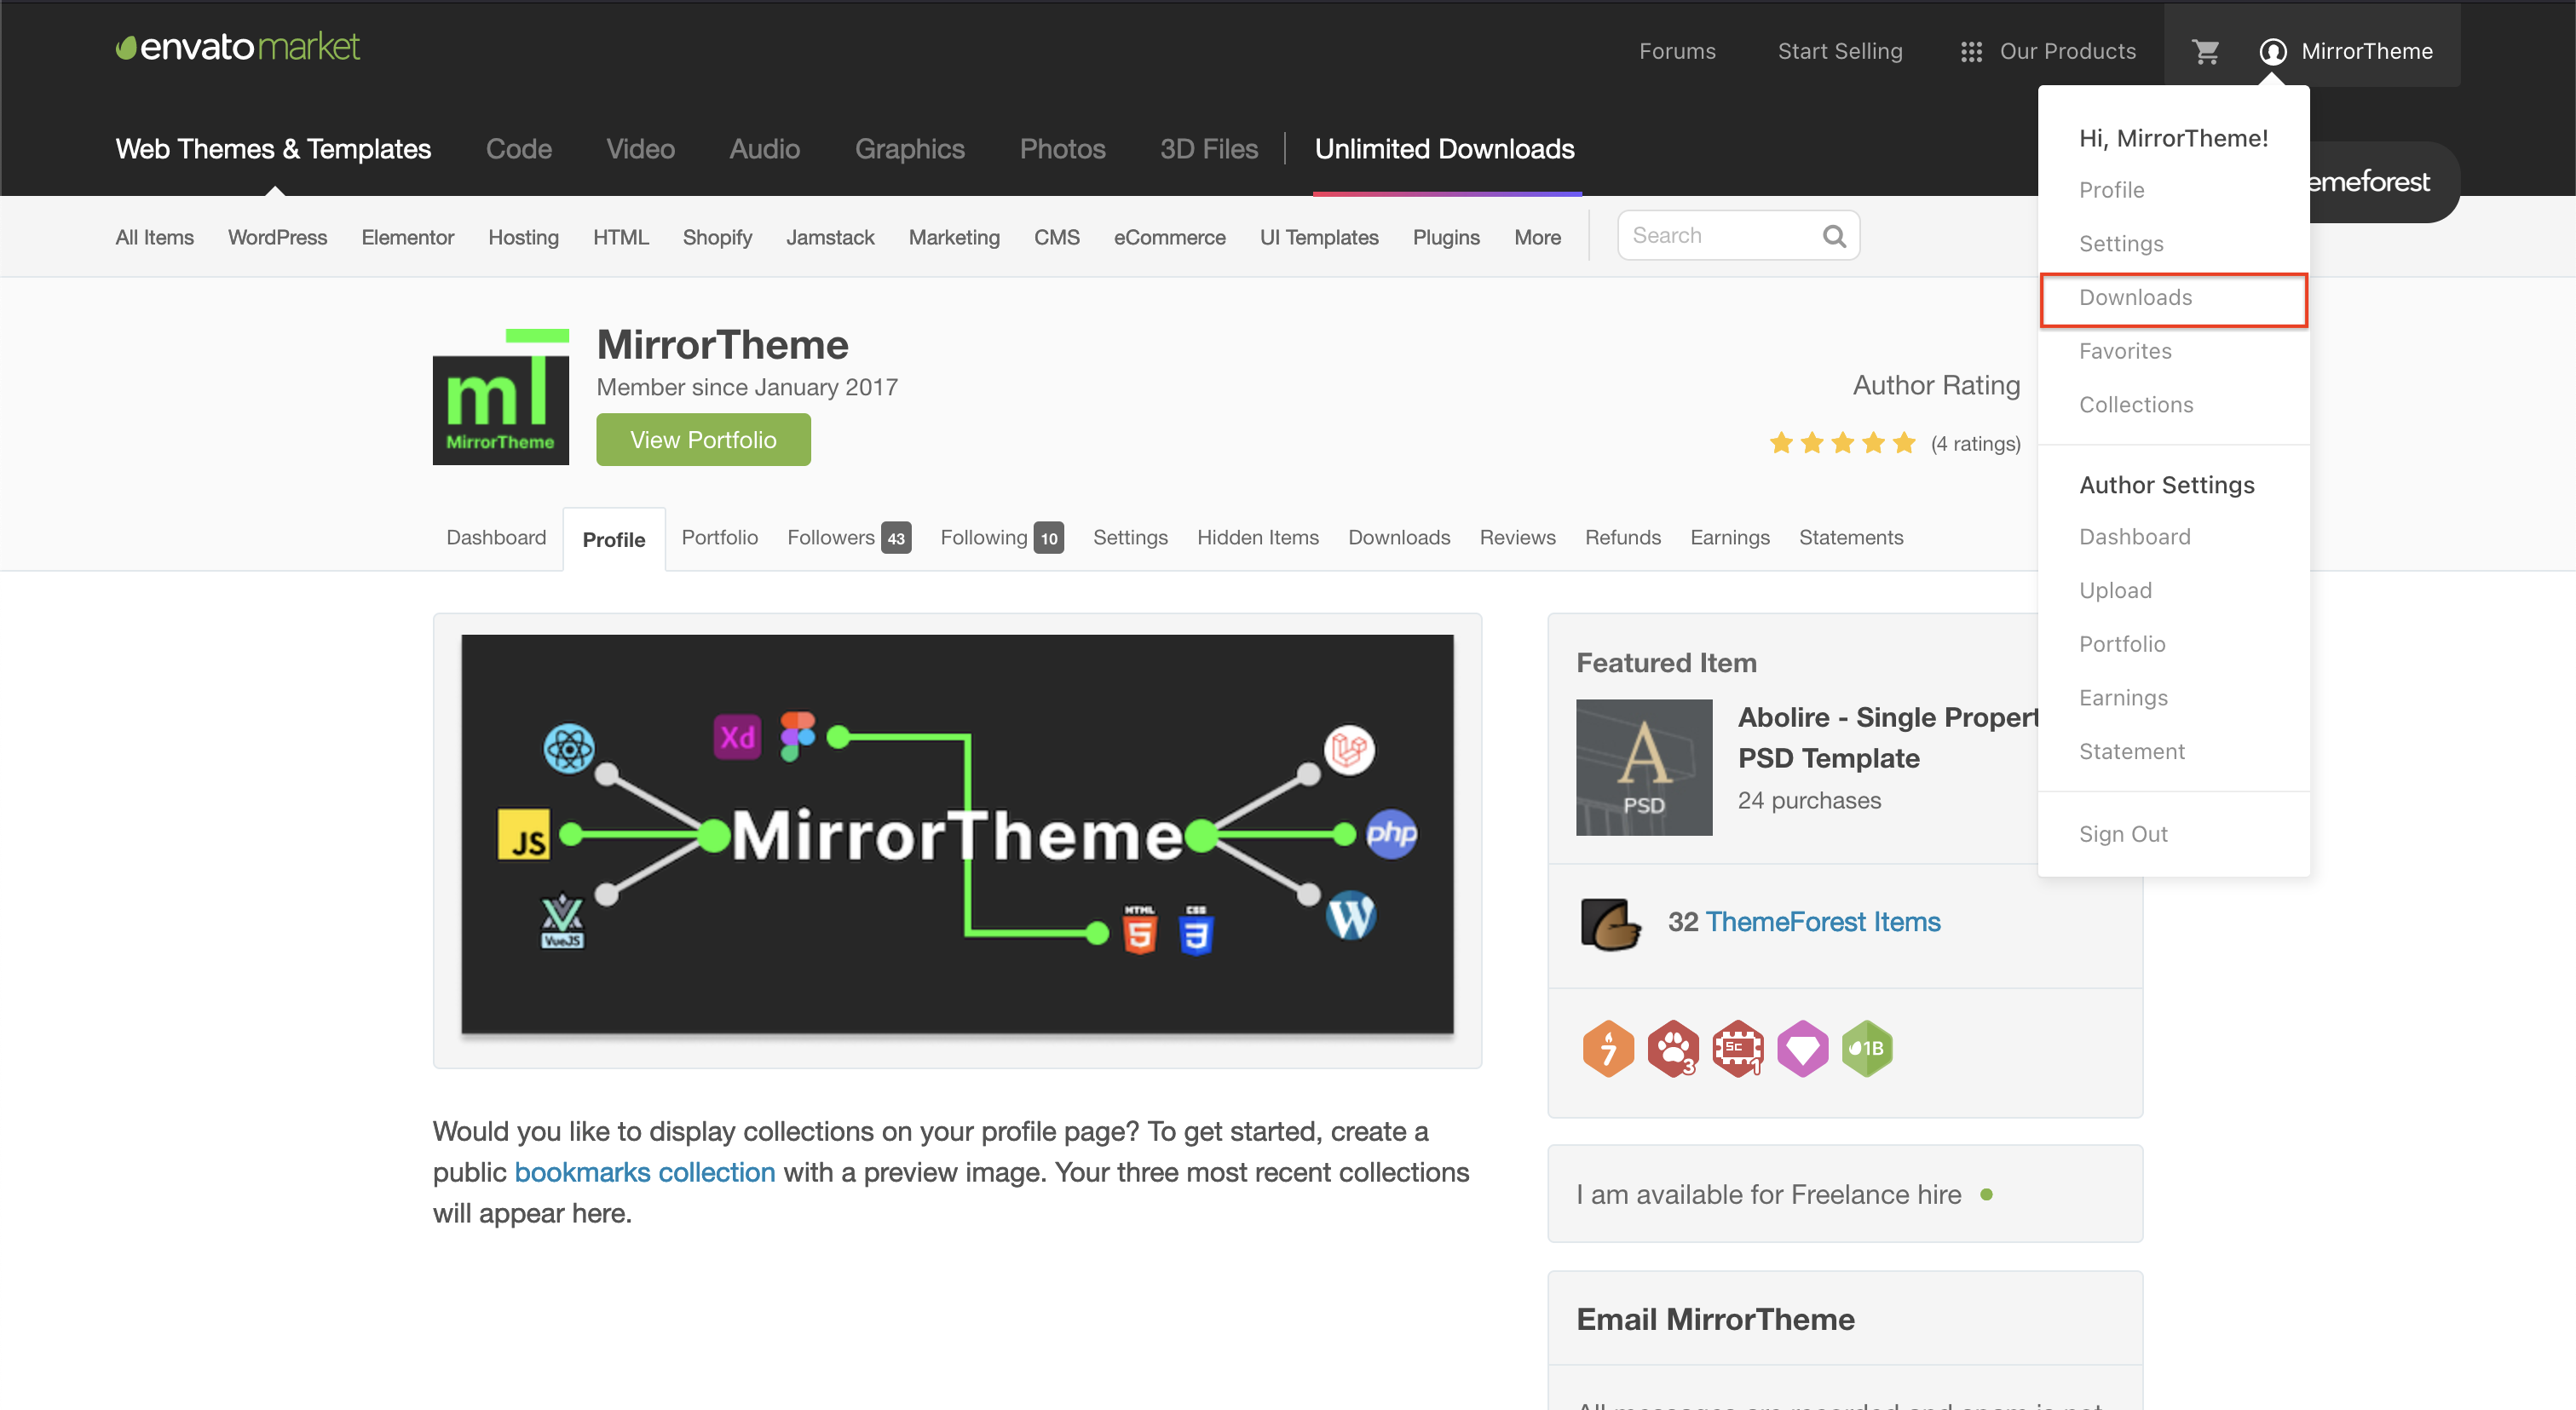 envatomarket
Forums
Start Selling
Our Products
MirrorTheme
Web Themes & Templates
Code
Video
Audio
Graphics
Photos
3D Files
Unlimited Downloads
emeforest
All Items
WordPress
Elementor
Hosting
HTML
Shopify
Jamstack
Marketing
CMS
eCommerce
UI Templates
Plugins
More
Search
Hi, MirrorTheme!
Profile
Settings
Downloads
Favorites
Collections
Author Settings
Dashboard
Upload
Portfolio
Earnings
Statement
Sign Out
mT
MirrorTheme
MirrorTheme
Member since January 2017
View Portfolio
Author Rating
(4 ratings)
Dashboard
Profile
Portfolio
Followers 43
Following 10
Settings
Hidden Items
Downloads
Reviews
Refunds
Earnings
Statements
Xd
JS
MirrorTheme
php
VueJS
HTML
5
CSS
3
W
Featured Item
A
PSD
Abolire - Single Propert
PSD Template
24 purchases
32 ThemeForest Items
7
3
SC
1
1B
Would you like to display collections on your profile page? To get started, create a
public bookmarks collection with a preview image. Your three most recent collections
will appear here.
I am available for Freelance hire
Email MirrorTheme